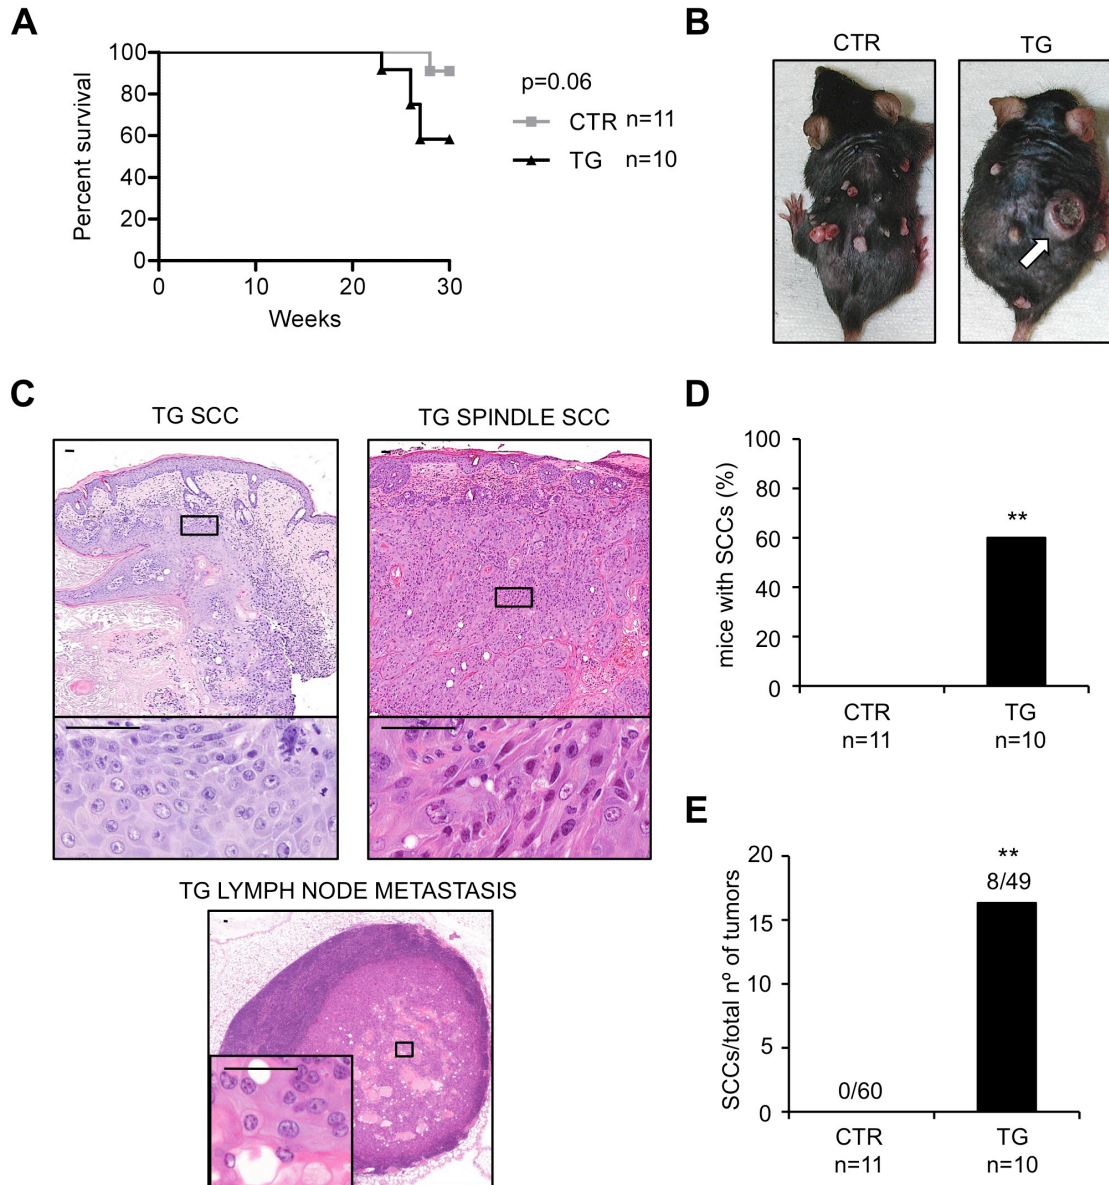 A
100
80
60
40
20
0
Percent survival
0
10
20
30
Weeks
p=0.06
CTR n=11
TG n=10
B
CTR
TG
C
TG SCC
TG SPINDLE SCC
TG LYMPH NODE METASTASIS
D
100
80
60
40
20
0
mice with SCCs (%)
**
CTR
n=11
TG
n=10
E
20
15
10
5
0
SCCs/total nº of tumors
**
8/49
0/60
CTR
n=11
TG
n=10